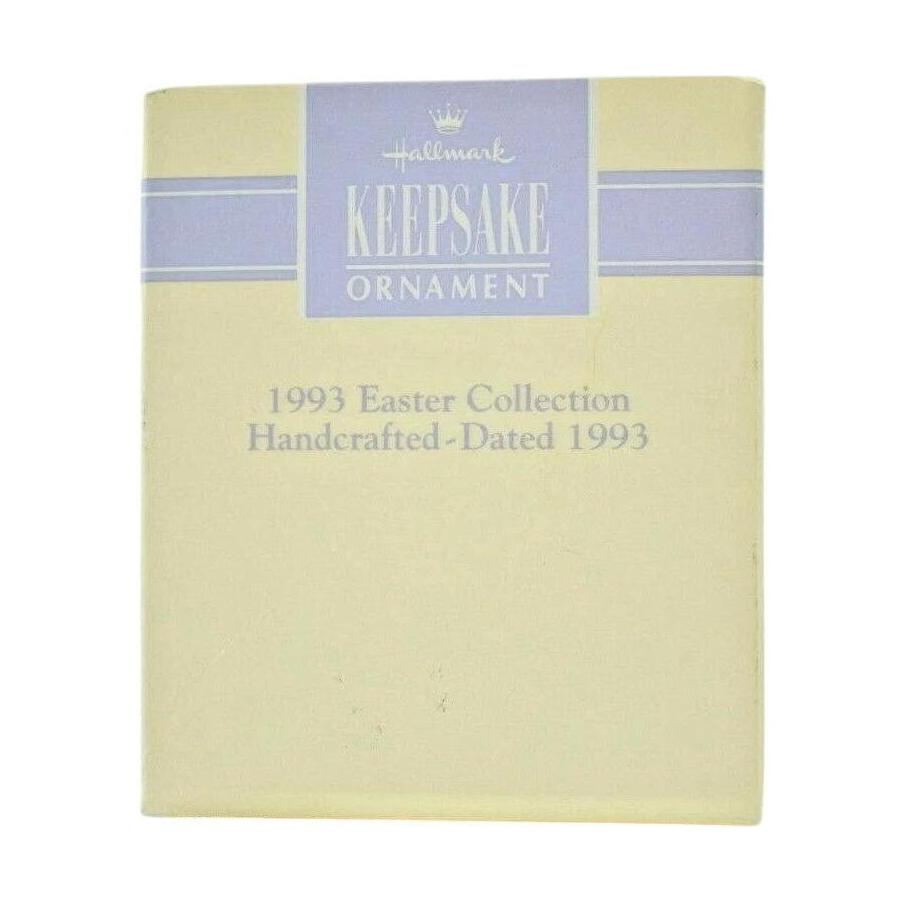 Hallmark
KEEPSAKE
ORNAMENT
1993 Easter Collection
Handcrafted-Dated 1993